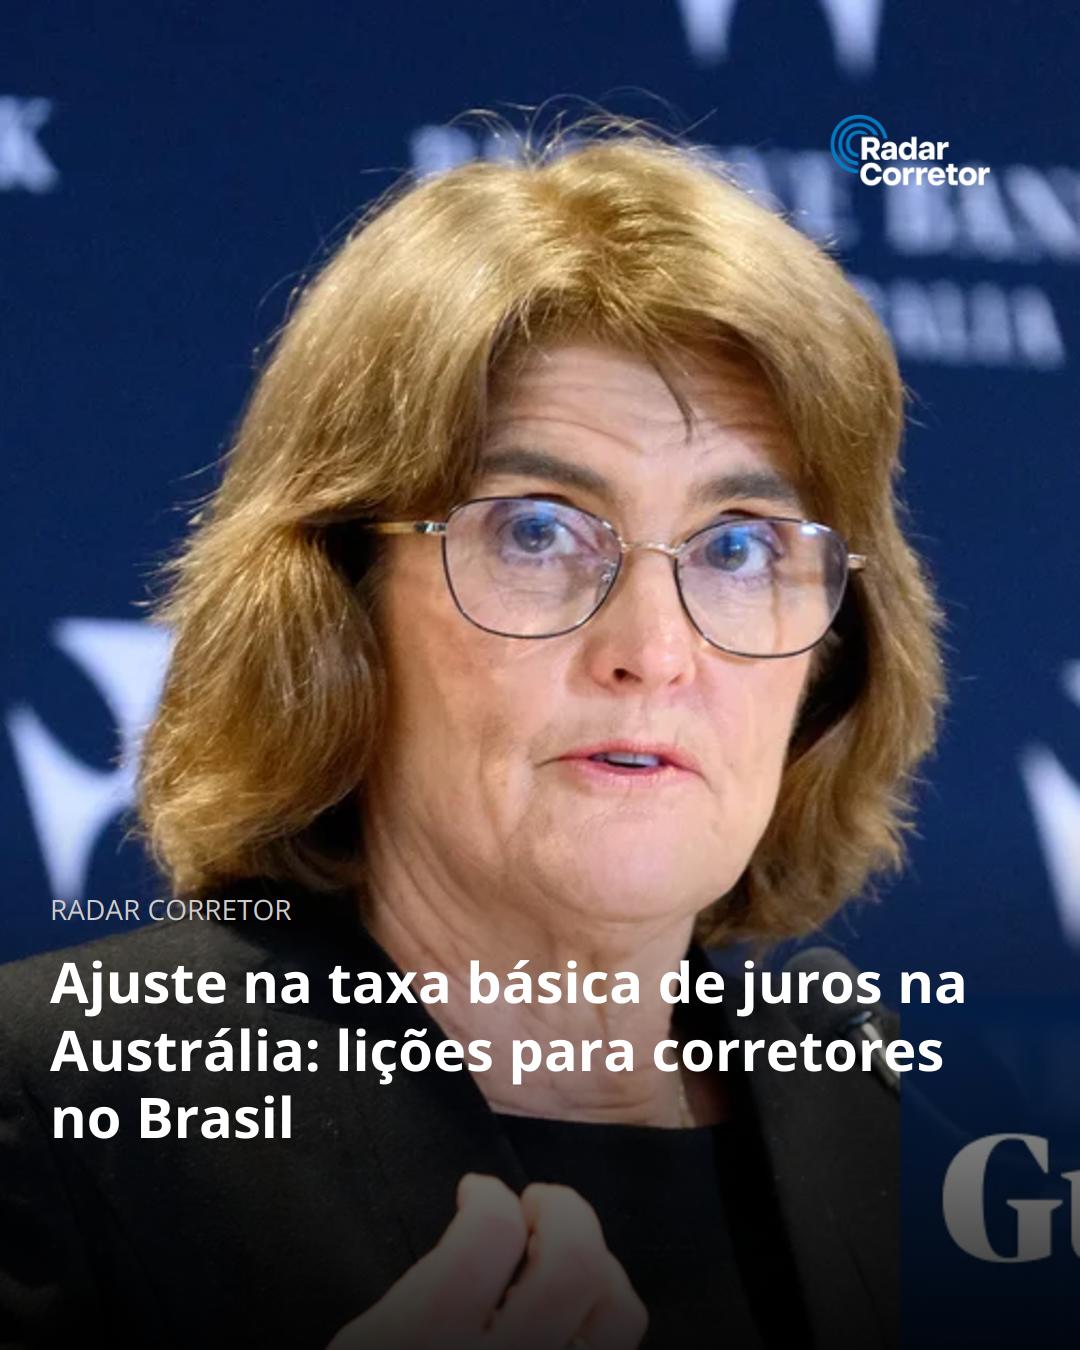 Radar
Corretor
RADAR CORRETOR
Ajuste na taxa básica de juros na
Austrália: lições para corretores
no Brasil